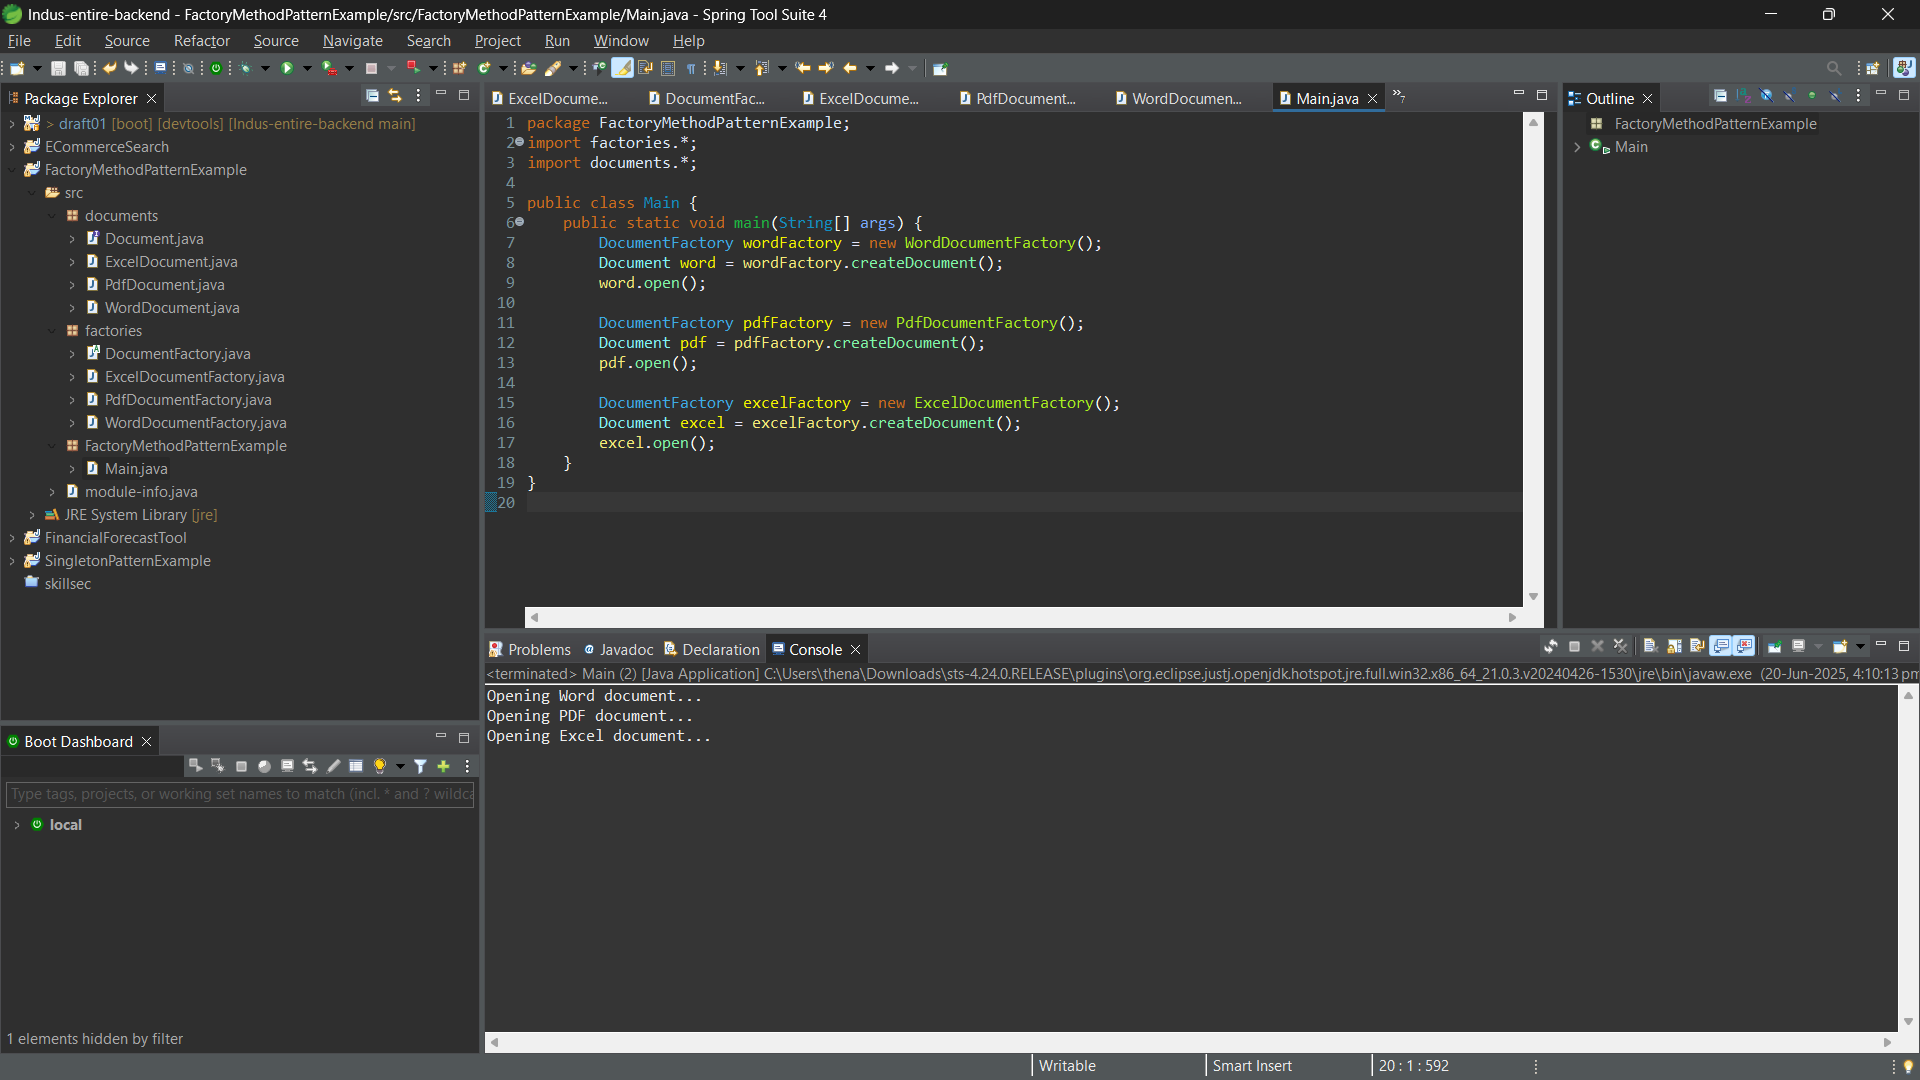 Indus-entire-backend - FactoryMethodPatternExample/src/FactoryMethodPatternExample/Main.java - Spring Tool Suite 4
File Edit Source Refactor Source Navigate Search Project Run Window Help
Package Explorer
> draft01 [boot] [devtools] [Indus-entire-backend main]
ECommerceSearch
FactoryMethodPatternExample
src
documents
Document.java
ExcelDocument.java
PdfDocument.java
WordDocument.java
factories
DocumentFactory.java
ExcelDocumentFactory.java
PdfDocumentFactory.java
WordDocumentFactory.java
FactoryMethodPatternExample
Main.java
module-info.java
JRE System Library [jre]
FinancialForecastTool
SingletonPatternExample
skillsec
Boot Dashboard
Type tags, projects, or working set names to match (incl. * and ? wildca
local
1 elements hidden by filter
ExcelDocume... DocumentFac... ExcelDocume... PdfDocument... WordDocumen... Main.java »7
1 package FactoryMethodPatternExample;
2 import factories.*;
3 import documents.*;
4
5 public class Main {
6     public static void main(String[] args) {
7         DocumentFactory wordFactory = new WordDocumentFactory();
8         Document word = wordFactory.createDocument();
9         word.open();
10
11         DocumentFactory pdfFactory = new PdfDocumentFactory();
12         Document pdf = pdfFactory.createDocument();
13         pdf.open();
14
15         DocumentFactory excelFactory = new ExcelDocumentFactory();
16         Document excel = excelFactory.createDocument();
17         excel.open();
18     }
19 }
20
Outline
FactoryMethodPatternExample
Main
Problems Javadoc Declaration Console
<terminated> Main (2) [Java Application] C:\Users\thena\Downloads\sts-4.24.0.RELEASE\plugins\org.eclipse.justj.openjdk.hotspot.jre.full.win32.x86_64_21.0.3.v20240426-1530\jre\bin\javaw.exe (20-Jun-2025, 4:10:13 pm
Opening Word document...
Opening PDF document...
Opening Excel document...
Writable Smart Insert 20 : 1 : 592